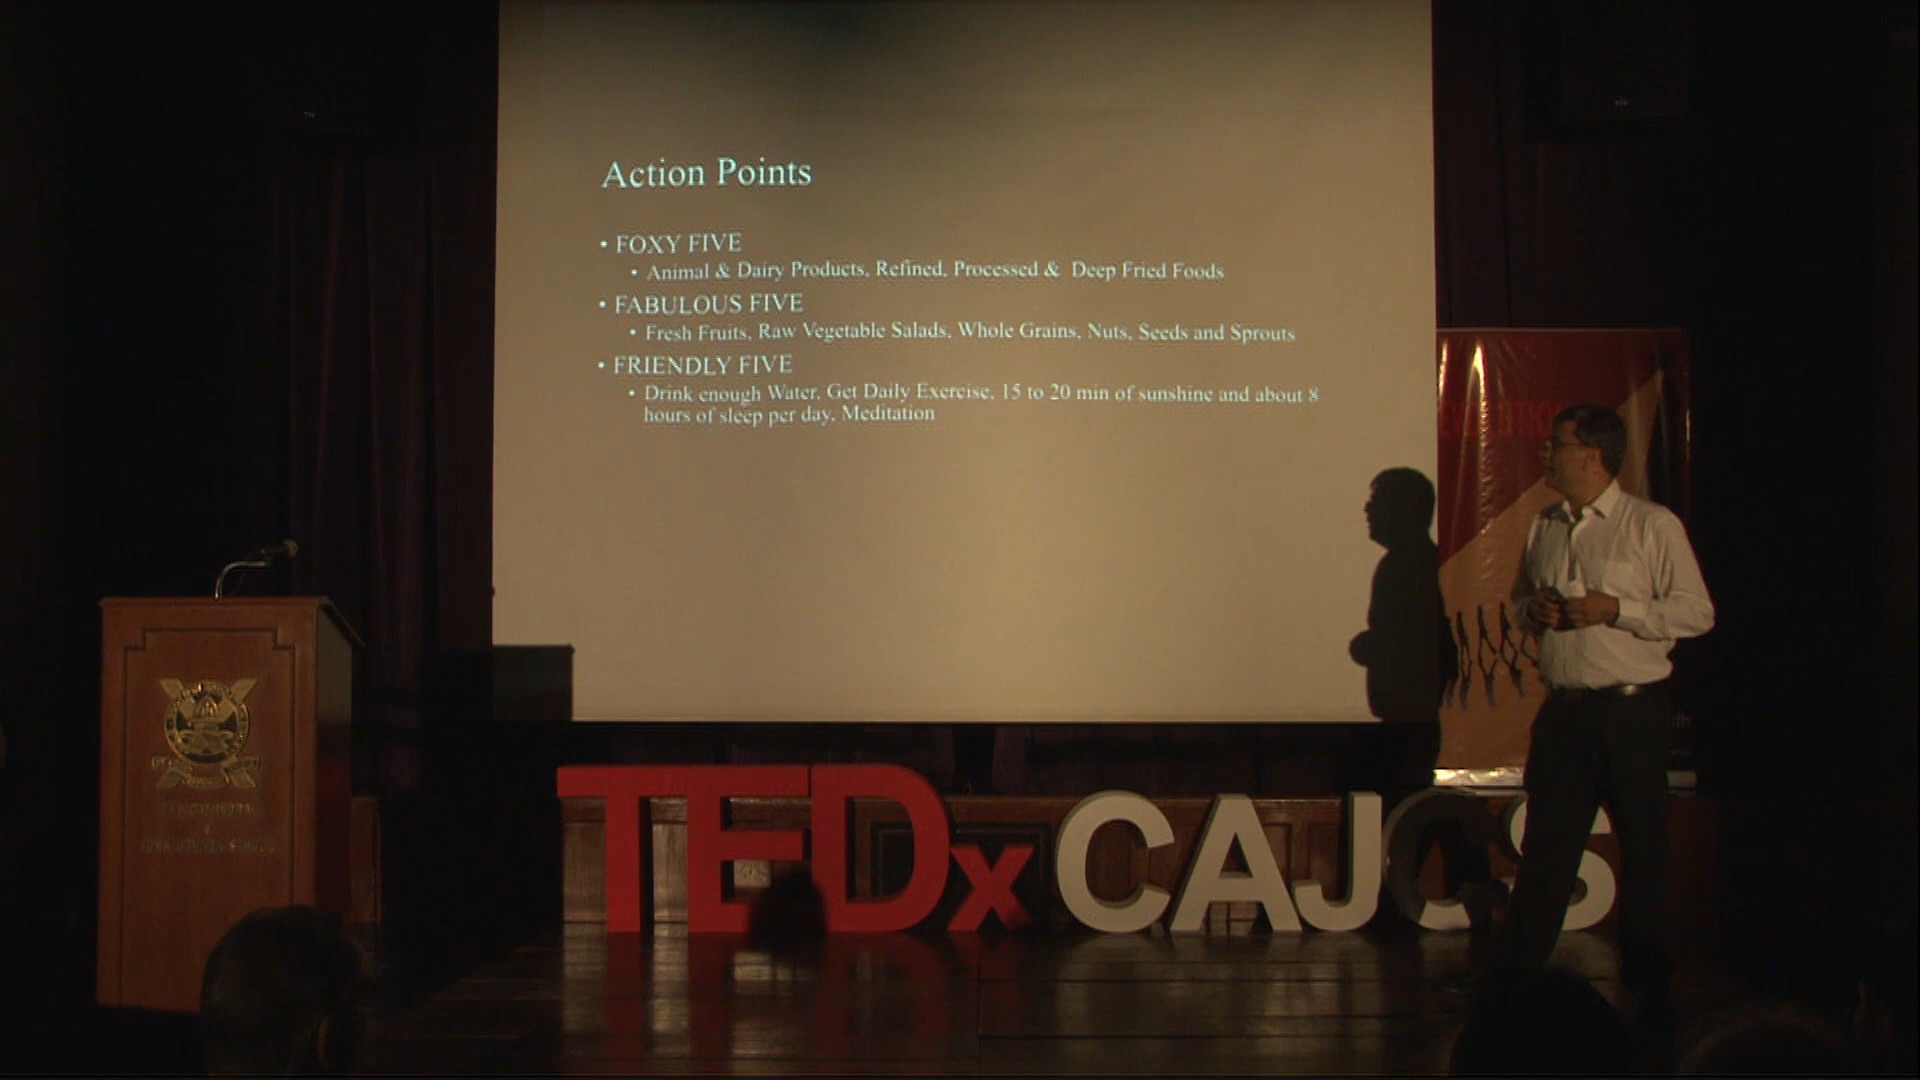 Action Points
• FOXY FIVE
• Animal & Dairy Products, Refined, Processed & Deep Fried Foods
• FABULOUS FIVE
• Fresh Fruits, Raw Vegetable Salads, Whole Grains, Nuts, Seeds and Sprouts
• FRIENDLY FIVE
• Drink enough Water, Get Daily Exercise, 15 to 20 min of sunshine and about 8
hours of sleep per day, Meditation
TEDx CAJCS